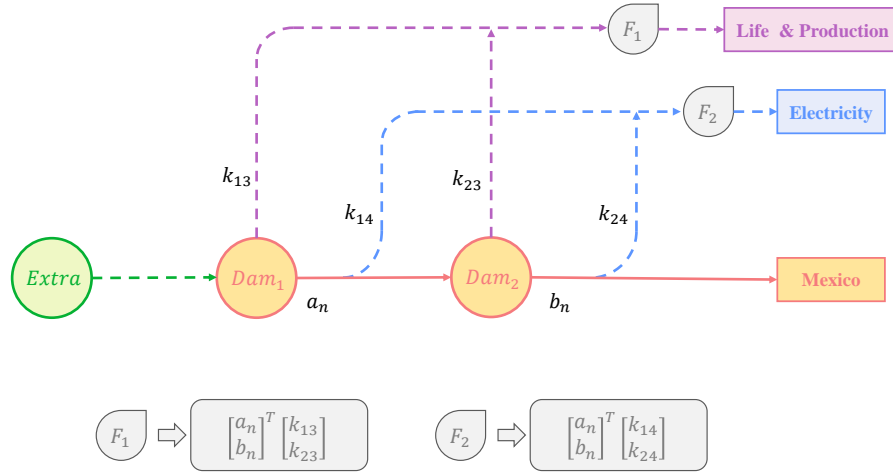 F₁
Life & Production
F₂
Electricity
k₁₃
k₁₄
k₂₃
k₂₄
Extra
Dam₁
Dam₂
Mexico
aₙ
bₙ
F₁ [aₙ bₙ]ᵀ [k₁₃ k₂₃]
F₂ [aₙ bₙ]ᵀ [k₁₄ k₂₄]